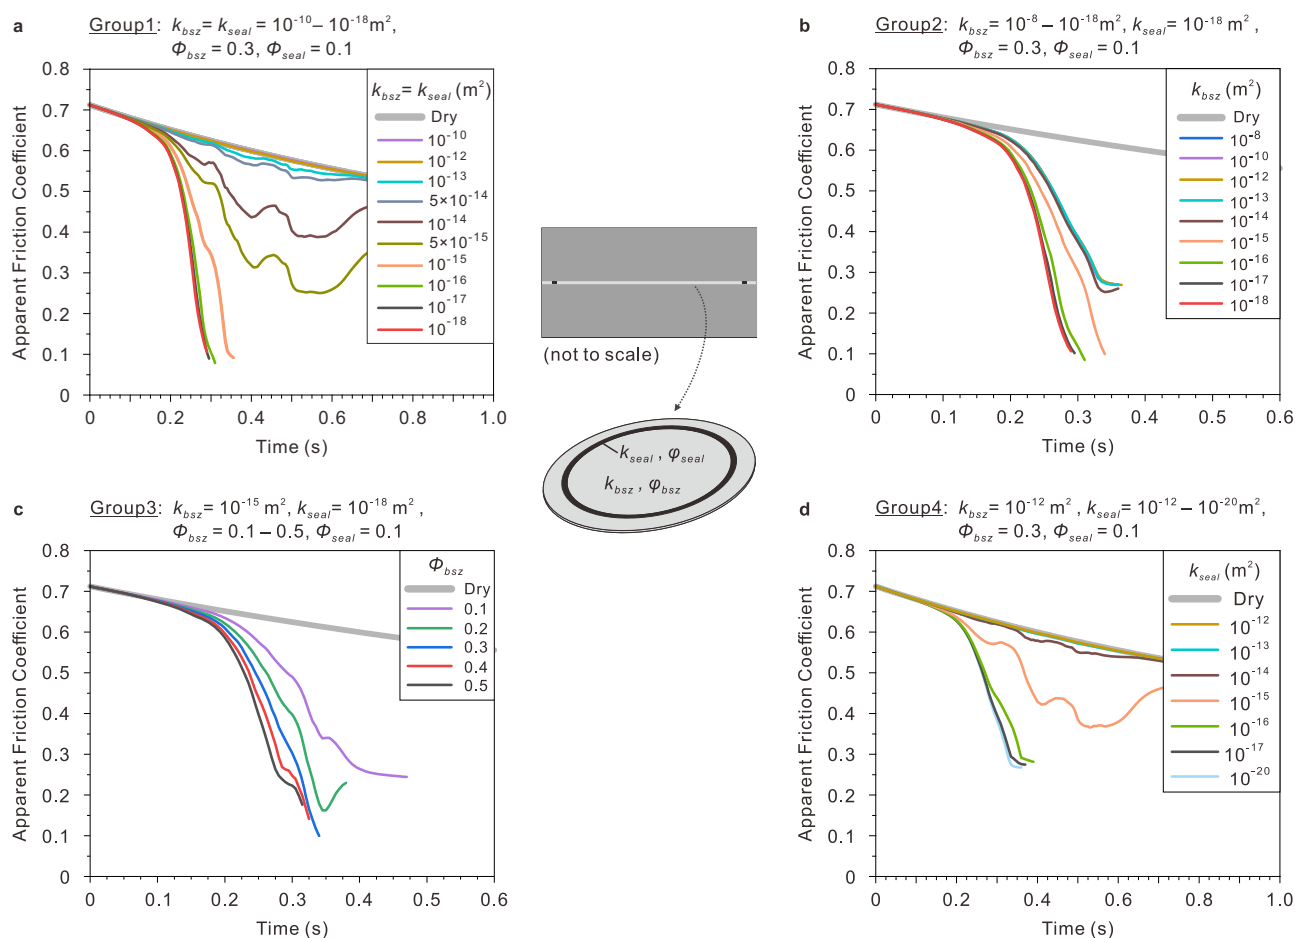 a Group1: k_bsz = k_seal = 10⁻¹⁰ – 10⁻¹⁸ m²,
Φ_bsz = 0.3, Φ_seal = 0.1
Apparent Friction Coefficient
0.8
0.7
0.6
0.5
0.4
0.3
0.2
0.1
0
0 0.2 0.4 0.6 0.8 1.0
Time (s)
k_bsz = k_seal (m²)
Dry
10⁻¹⁰
10⁻¹²
10⁻¹³
5×10⁻¹⁴
10⁻¹⁴
5×10⁻¹⁵
10⁻¹⁵
10⁻¹⁶
10⁻¹⁷
10⁻¹⁸
(not to scale)
k_seal , φ_seal
k_bsz , φ_bsz
b Group2: k_bsz = 10⁻⁸ – 10⁻¹⁸ m², k_seal = 10⁻¹⁸ m² ,
Φ_bsz = 0.3, Φ_seal = 0.1
Apparent Friction Coefficient
0.8
0.7
0.6
0.5
0.4
0.3
0.2
0.1
0
0 0.1 0.2 0.3 0.4 0.5 0.6
Time (s)
k_bsz (m²)
Dry
10⁻⁸
10⁻¹⁰
10⁻¹²
10⁻¹³
10⁻¹⁴
10⁻¹⁵
10⁻¹⁶
10⁻¹⁷
10⁻¹⁸
c Group3: k_bsz = 10⁻¹⁵ m², k_seal = 10⁻¹⁸ m² ,
Φ_bsz = 0.1 – 0.5, Φ_seal = 0.1
Apparent Friction Coefficient
0.8
0.7
0.6
0.5
0.4
0.3
0.2
0.1
0
0 0.1 0.2 0.3 0.4 0.5 0.6
Time (s)
Φ_bsz
Dry
0.1
0.2
0.3
0.4
0.5
d Group4: k_bsz = 10⁻¹² m² , k_seal = 10⁻¹² – 10⁻²⁰ m²,
Φ_bsz = 0.3, Φ_seal = 0.1
Apparent Friction Coefficient
0.8
0.7
0.6
0.5
0.4
0.3
0.2
0.1
0
0 0.1 0.2 0.3 0.4 0.5 0.6 0.7 0.8 0.9 1.0
Time (s)
k_seal (m²)
Dry
10⁻¹²
10⁻¹³
10⁻¹⁴
10⁻¹⁵
10⁻¹⁶
10⁻¹⁷
10⁻²⁰